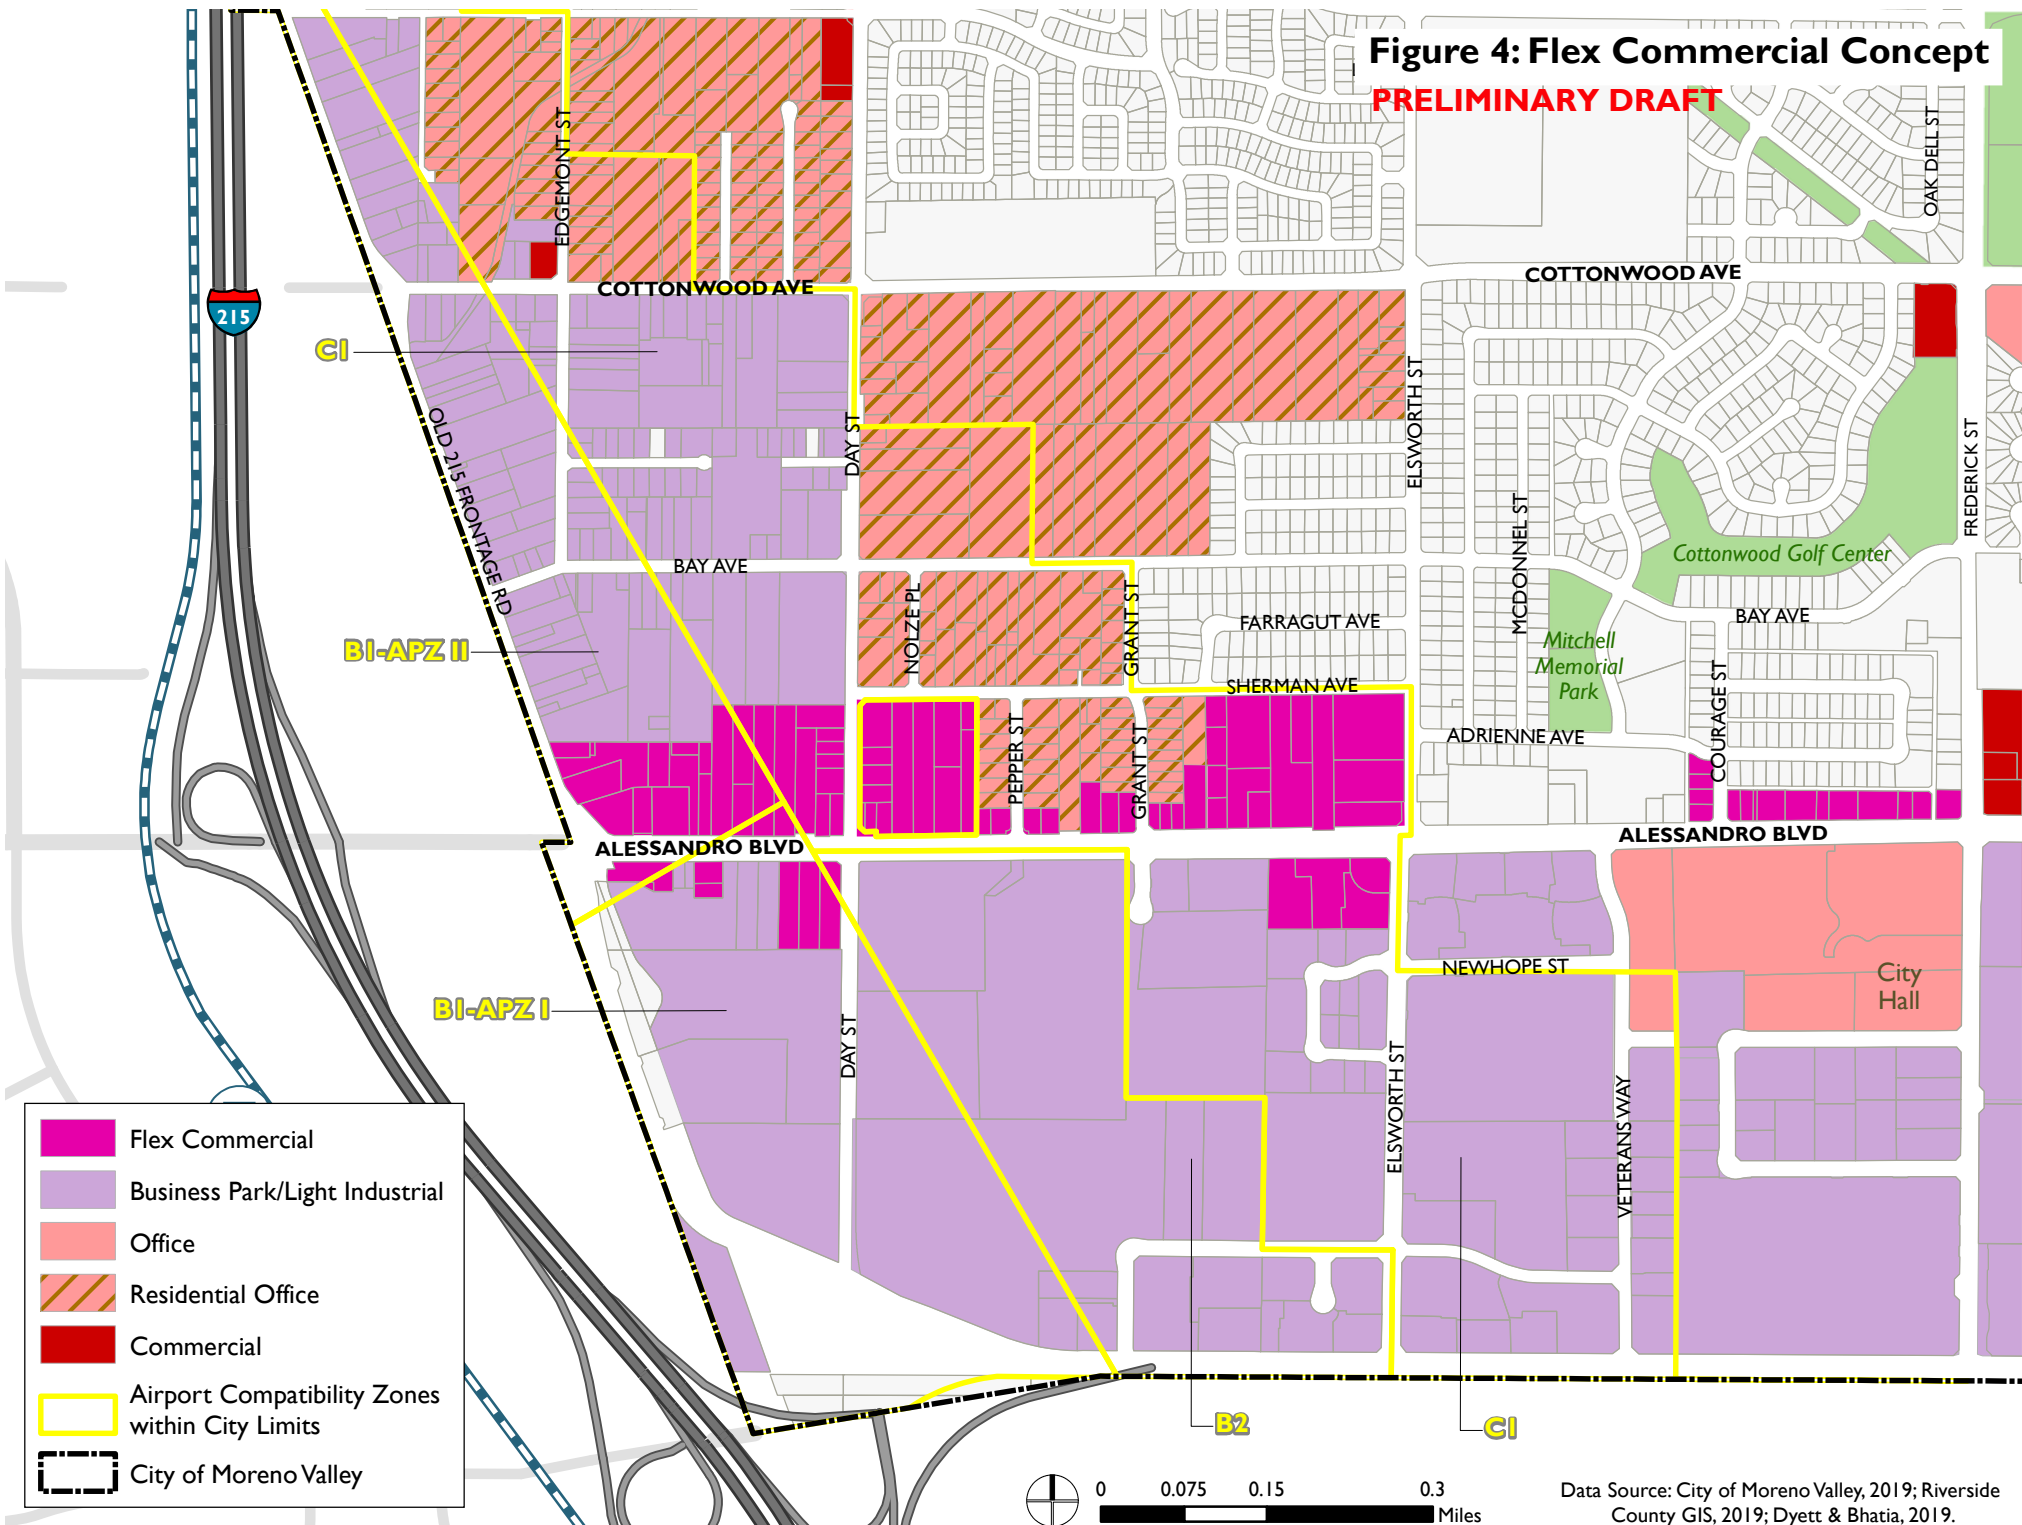 Figure 4: Flex Commercial Concept
PRELIMINARY DRAFT
OAK DELL ST
EDGEMONT ST
COTTONWOOD AVE
COTTONWOOD AVE
215
C1
OLD 215 FRONTAGE RD
DAY ST
ELSWORTH ST
MCDONNEL ST
FREDERICK ST
Cottonwood Golf Center
BAY AVE
NOLZE PL
GRANT ST
FARRAGUT AVE
BAY AVE
Mitchell
Memorial
Park
B1-APZ II
SHERMAN AVE
COURAGE ST
PEPPER ST
GRANT ST
ADRIENNE AVE
ALESSANDRO BLVD
ALESSANDRO BLVD
NEWHOPE ST
City
Hall
B1-APZ I
DAY ST
ELSWORTH ST
VETERANS WAY
Flex Commercial
Business Park/Light Industrial
Office
Residential Office
Commercial
Airport Compatibility Zones
within City Limits
City of Moreno Valley
B2
C1
0 0.075 0.15 0.3
Miles
Data Source: City of Moreno Valley, 2019; Riverside
County GIS, 2019; Dyett & Bhatia, 2019.